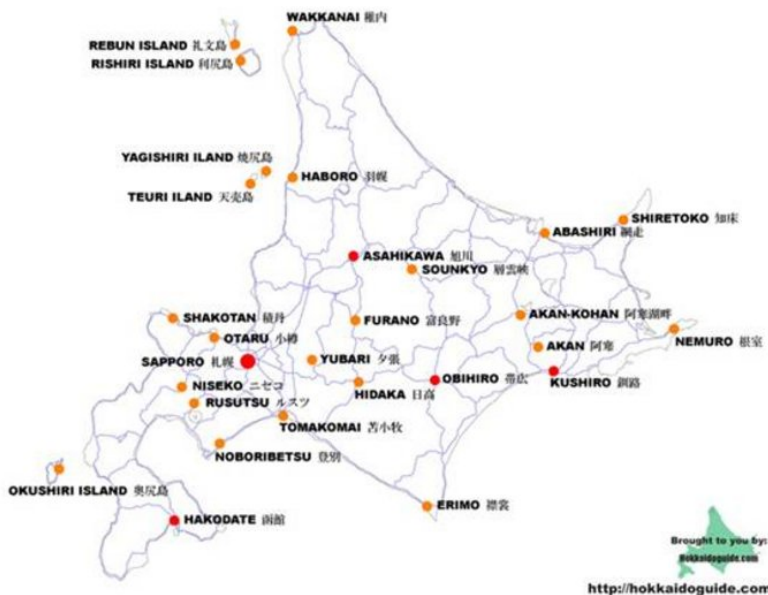 WAKKANAI 稚内
REBUN ISLAND 礼文島
RISHIRI ISLAND 利尻島
YAGISHIRI ILAND 焼尻島
HABORO 羽幌
TEURI ILAND 天売島
SHIRETOKO 知床
ABASHIRI 網走
ASAHIKAWA 旭川
SOUNKYO 層雲峡
SHAKOTAN 積丹
FURANO 富良野
AKAN-KOHAN 阿寒湖畔
OTARU 小樽
NEMURO 根室
AKAN 阿寒
SAPPORO 札幌
YUBARI 夕張
OBIHIRO 帯広
KUSHIRO 釧路
NISEKO ニセコ
HIDAKA 日高
RUSUTSU ルスツ
TOMAKOMAI 苫小牧
NOBORIBETSU 登別
OKUSHIRI ISLAND 奥尻島
ERIMO 襟裳
HAKODATE 函館
Brought to you by:
Hokkaidoguide.com
http://hokkaidoguide.com